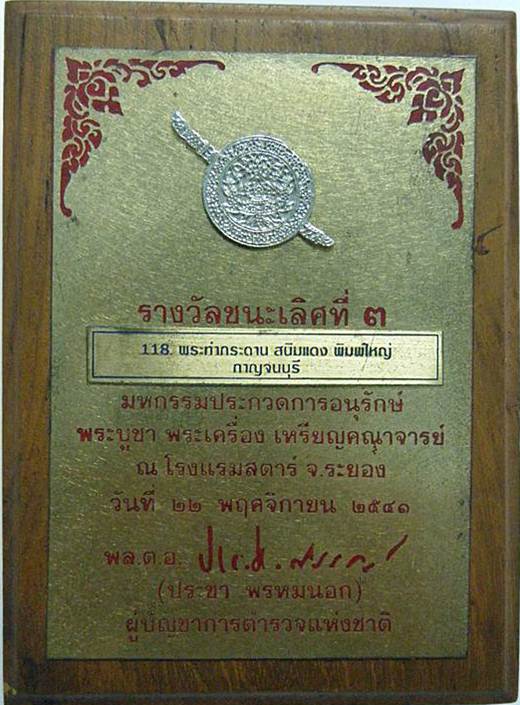 รางวัลชนะเลิศที่ ๓
118. พระท่ากระดาน สนิมแดง พิมพ์ใหญ่
กาญจนบุรี
มหกรรมประกวดการอนุรักษ์
พระบูชา พระเครื่อง เหรียญคณาจารย์
ณ โรงแรมสตาร์ จ.ระยอง
วันที่ ๒๒ พฤศจิกายน ๒๕๔๑
พล.ต.อ.
(ประชา พรหมนอก)
ผู้บัญชาการตำรวจแห่งชาติ